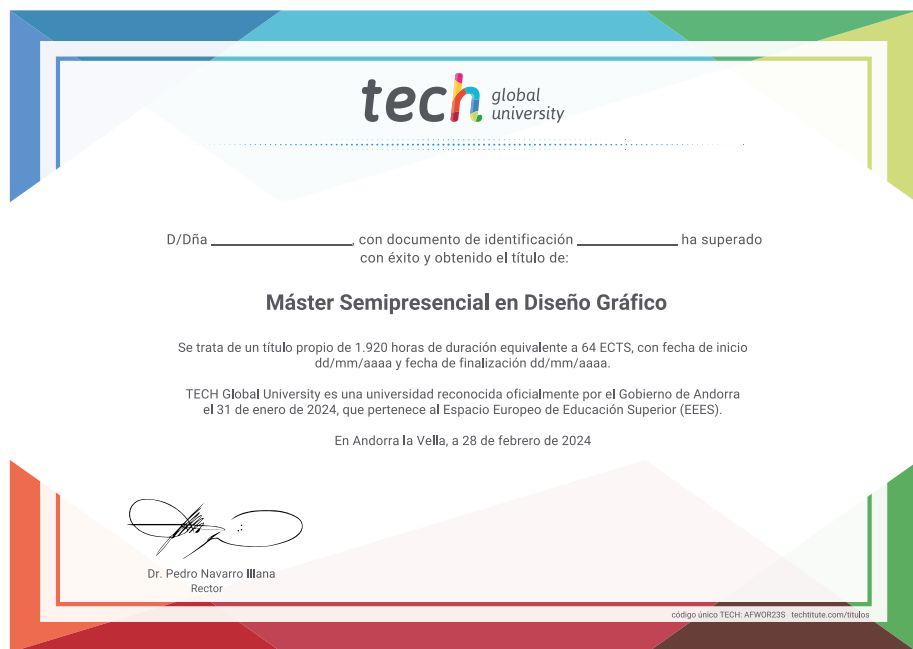 tech global university
D/Dña ________________, con documento de identificación ____________ ha superado
con éxito y obtenido el título de:
Máster Semipresencial en Diseño Gráfico
Se trata de un título propio de 1.920 horas de duración equivalente a 64 ECTS, con fecha de inicio
dd/mm/aaaa y fecha de finalización dd/mm/aaaa.
TECH Global University es una universidad reconocida oficialmente por el Gobierno de Andorra
el 31 de enero de 2024, que pertenece al Espacio Europeo de Educación Superior (EEES).
En Andorra la Vella, a 28 de febrero de 2024
Dr. Pedro Navarro Illana
Rector
código único TECH: AFWOR23S techtitute.com/titulos